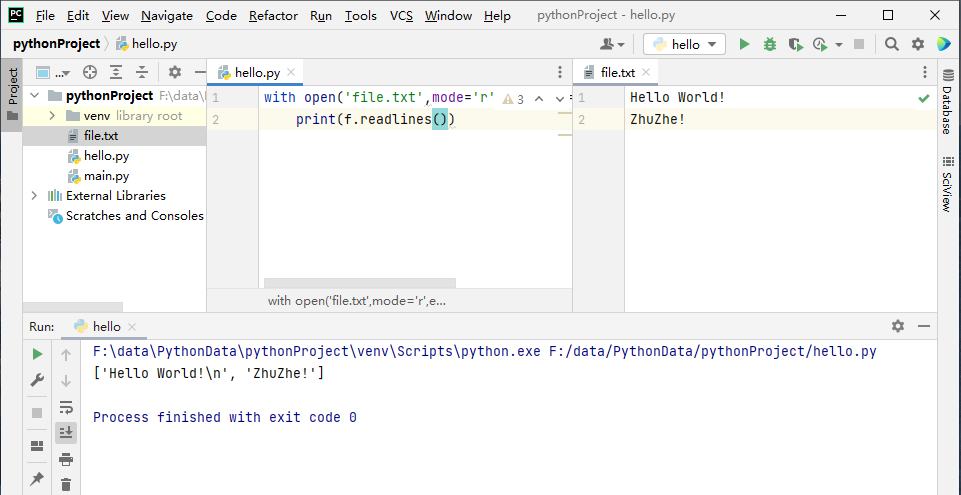 PC File Edit View Navigate Code Refactor Run Tools VCS Window Help pythonProject - hello.py
pythonProject hello.py hello
Project
... hello.py file.txt
pythonProject F:\data\
venv library root
file.txt
hello.py
main.py
External Libraries
Scratches and Consoles
1 with open('file.txt',mode='r' 3 =
2 print(f.readlines())
with open('file.txt',mode='r',e...
1 Hello World!
2 ZhuZhe!
Database
SciView
Run: hello
F:\data\PythonData\pythonProject\venv\Scripts\python.exe F:/data/PythonData/pythonProject/hello.py
['Hello World!\n', 'ZhuZhe!']
Process finished with exit code 0